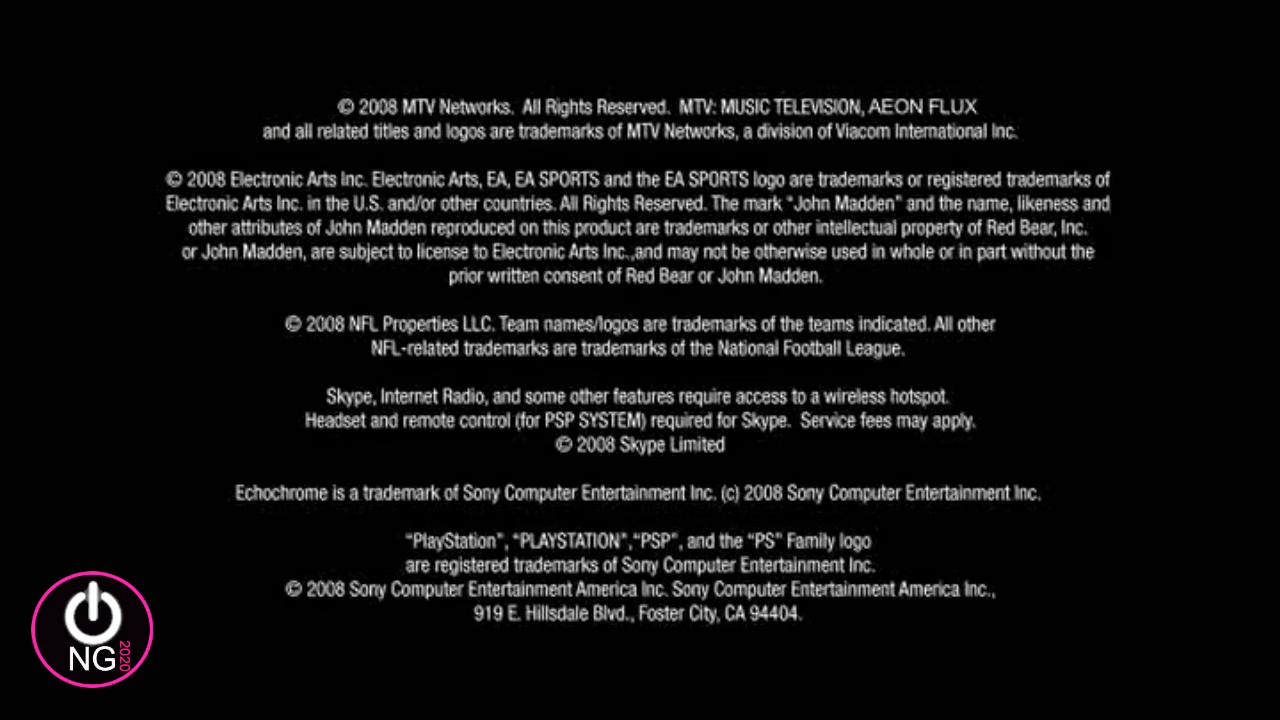 © 2008 MTV Networks.  All Rights Reserved.  MTV: MUSIC TELEVISION, AEON FLUX
and all related titles and logos are trademarks of MTV Networks, a division of Viacom International Inc.
© 2008 Electronic Arts Inc. Electronic Arts, EA, EA SPORTS and the EA SPORTS logo are trademarks or registered trademarks of
Electronic Arts Inc. in the U.S. and/or other countries. All Rights Reserved. The mark “John Madden” and the name, likeness and
other attributes of John Madden reproduced on this product are trademarks or other intellectual property of Red Bear, Inc.
or John Madden, are subject to license to Electronic Arts Inc.,and may not be otherwise used in whole or in part without the
prior written consent of Red Bear or John Madden.
© 2008 NFL Properties LLC. Team names/logos are trademarks of the teams indicated. All other
NFL-related trademarks are trademarks of the National Football League.
Skype, Internet Radio, and some other features require access to a wireless hotspot.
Headset and remote control (for PSP SYSTEM) required for Skype.  Service fees may apply.
© 2008 Skype Limited
Echochrome is a trademark of Sony Computer Entertainment Inc. (c) 2008 Sony Computer Entertainment Inc.
“PlayStation”, “PLAYSTATION”,“PSP”, and the “PS” Family logo
are registered trademarks of Sony Computer Entertainment Inc.
© 2008 Sony Computer Entertainment America Inc. Sony Computer Entertainment America Inc.,
919 E. Hillsdale Blvd., Foster City, CA 94404.
NG
2020